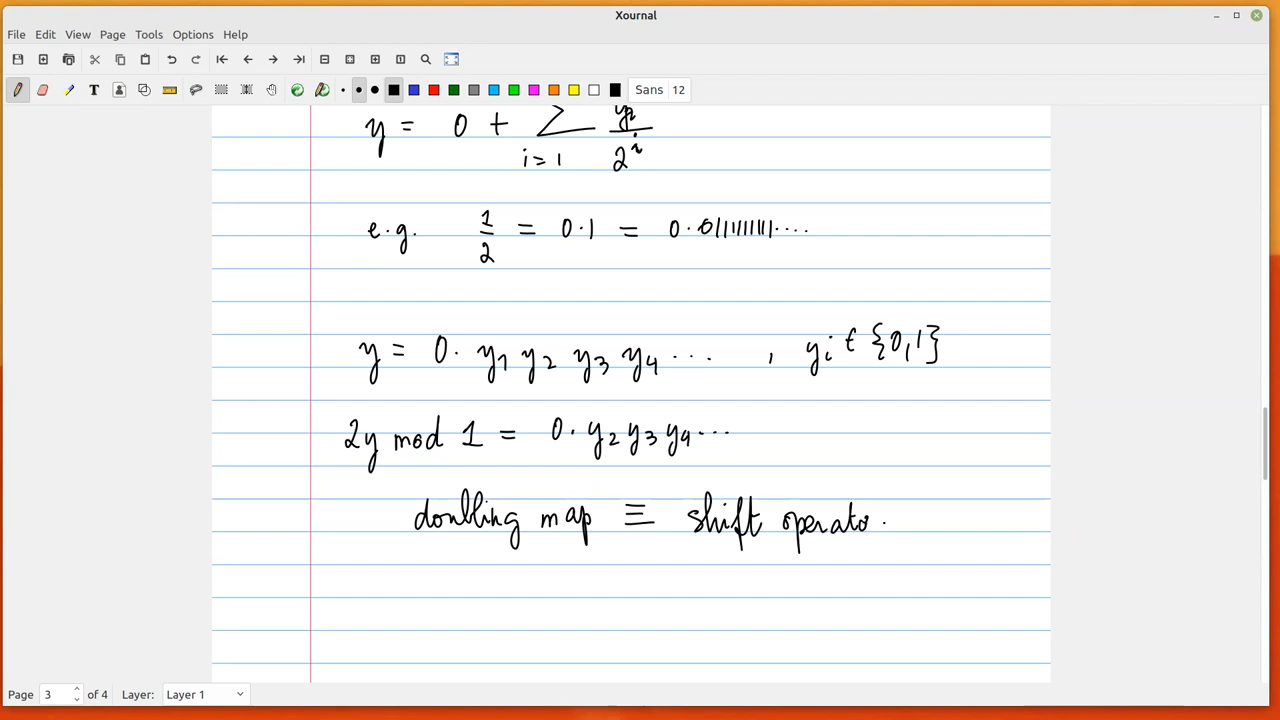 Xournal
File Edit View Page Tools Options Help
Sans 12
y = 0 + ∑ yi / 2^i
i = 1
e.g. 1/2 = 0.1 = 0.0111111111....
y = 0. y1 y2 y3 y4 ... , yi ∈ {0,1}
2y mod 1 = 0. y2 y3 y4 ...
doubling map ≡ shift operato.
Page 3 of 4 Layer: Layer 1